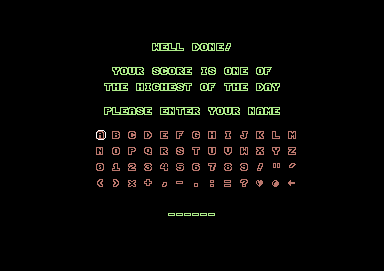 WELL DONE!
YOUR SCORE IS ONE OF
THE HIGHEST OF THE DAY
PLEASE ENTER YOUR NAME
A B C D E F G H I J K L M
N O P Q R S T U V W X Y Z
0 1 2 3 4 5 6 7 8 9 ! " '
( ) × + , - . : = ? ♥ ● ←
------